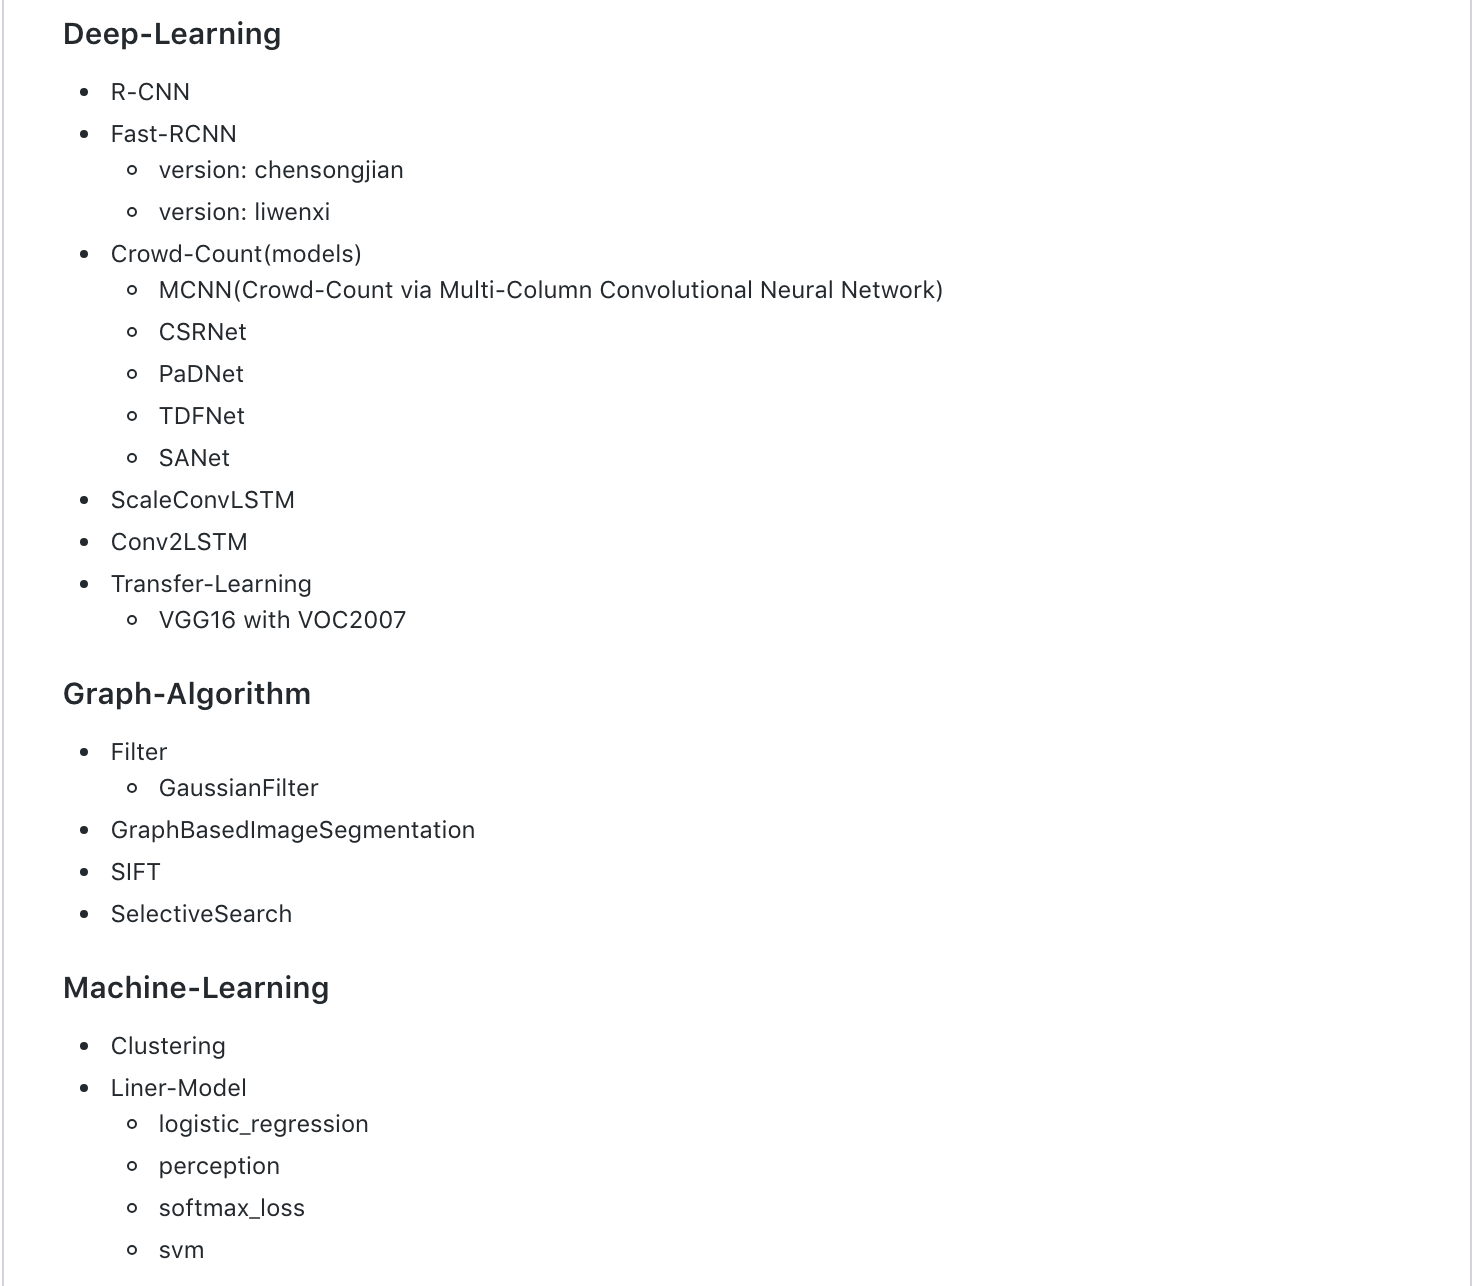 Deep-Learning
R-CNN
Fast-RCNN
version: chensongjian
version: liwenxi
Crowd-Count(models)
MCNN(Crowd-Count via Multi-Column Convolutional Neural Network)
CSRNet
PaDNet
TDFNet
SANet
ScaleConvLSTM
Conv2LSTM
Transfer-Learning
VGG16 with VOC2007
Graph-Algorithm
Filter
GaussianFilter
GraphBasedImageSegmentation
SIFT
SelectiveSearch
Machine-Learning
Clustering
Liner-Model
logistic_regression
perception
softmax_loss
svm